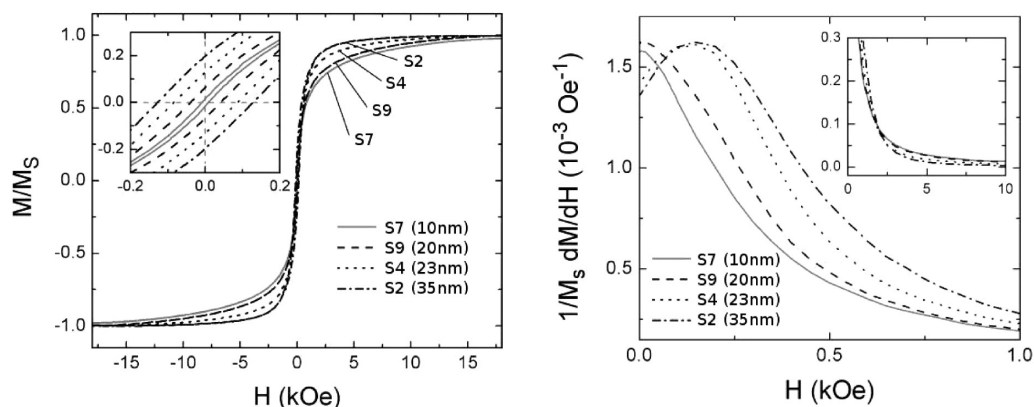 M/M_S
1.0
0.5
0.0
-0.5
-1.0
0.2
0.0
-0.2
-0.2 0.0 0.2
S2
S4
S9
S7
S7 (10nm)
S9 (20nm)
S4 (23nm)
S2 (35nm)
-15 -10 -5 0 5 10 15
H (kOe)
1/M_s dM/dH (10^-3 Oe^-1)
1.5
1.0
0.5
0.3
0.2
0.1
0.0
0 5 10
S7 (10nm)
S9 (20nm)
S4 (23nm)
S2 (35nm)
0.0 0.5 1.0
H (kOe)